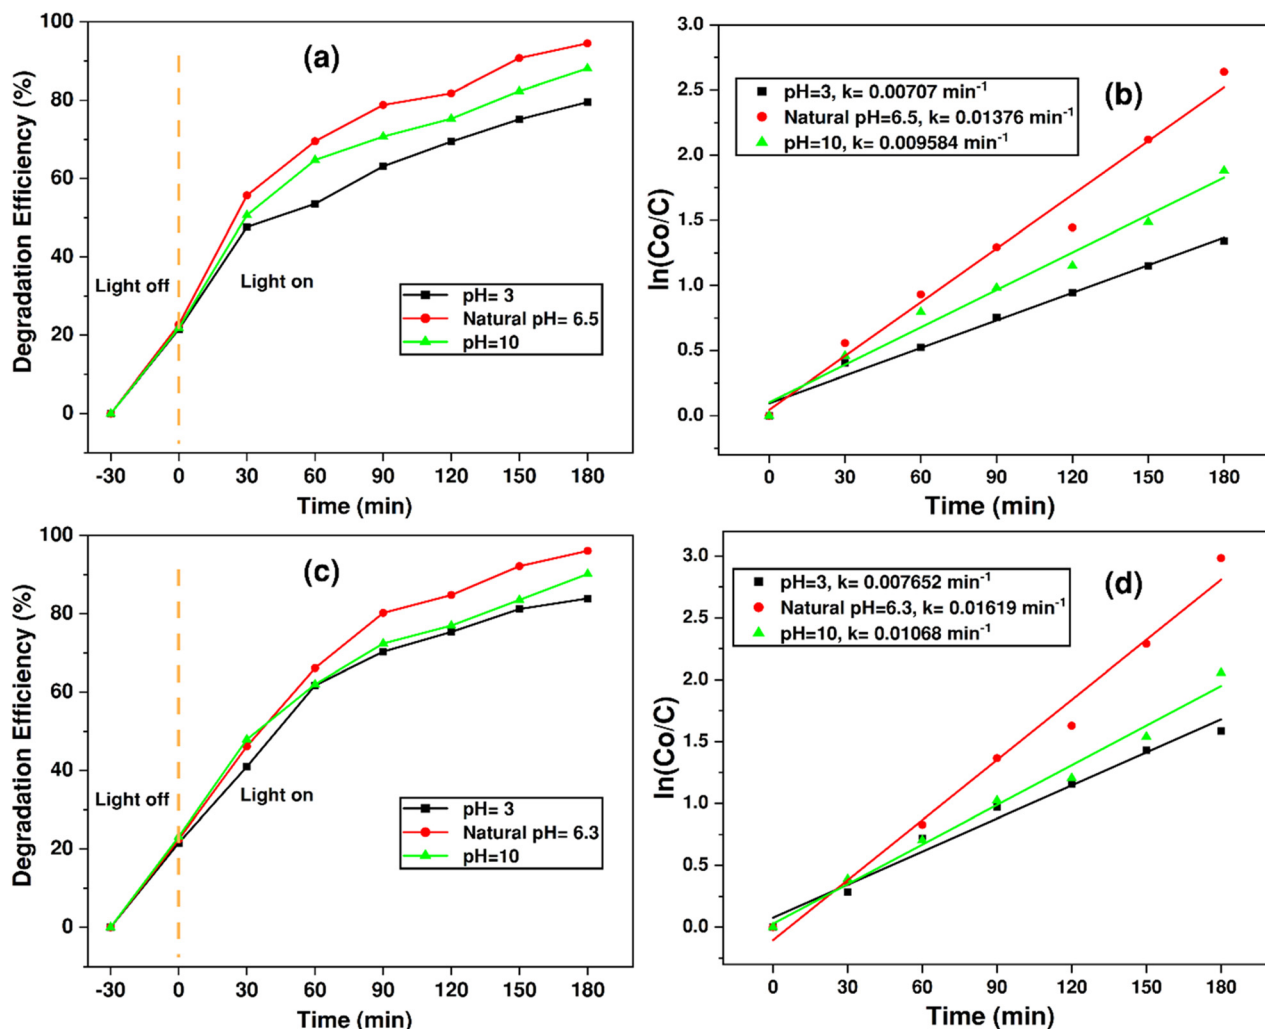 (a)
Degradation Efficiency (%)
100
80
60
40
20
0
Light off
Light on
pH= 3
Natural pH= 6.5
pH=10
-30 0 30 60 90 120 150 180
Time (min)
(b)
ln(Co/C)
3.0
2.5
2.0
1.5
1.0
0.5
0.0
pH=3, k= 0.00707 min-1
Natural pH=6.5, k= 0.01376 min-1
pH=10, k= 0.009584 min-1
0 30 60 90 120 150 180
Time (min)
(c)
Degradation Efficiency (%)
100
80
60
40
20
0
Light off
Light on
pH= 3
Natural pH= 6.3
pH=10
-30 0 30 60 90 120 150 180
Time (min)
(d)
ln(Co/C)
3.0
2.5
2.0
1.5
1.0
0.5
0.0
pH=3, k= 0.007652 min-1
Natural pH=6.3, k= 0.01619 min-1
pH=10, k= 0.01068 min-1
0 30 60 90 120 150 180
Time (min)